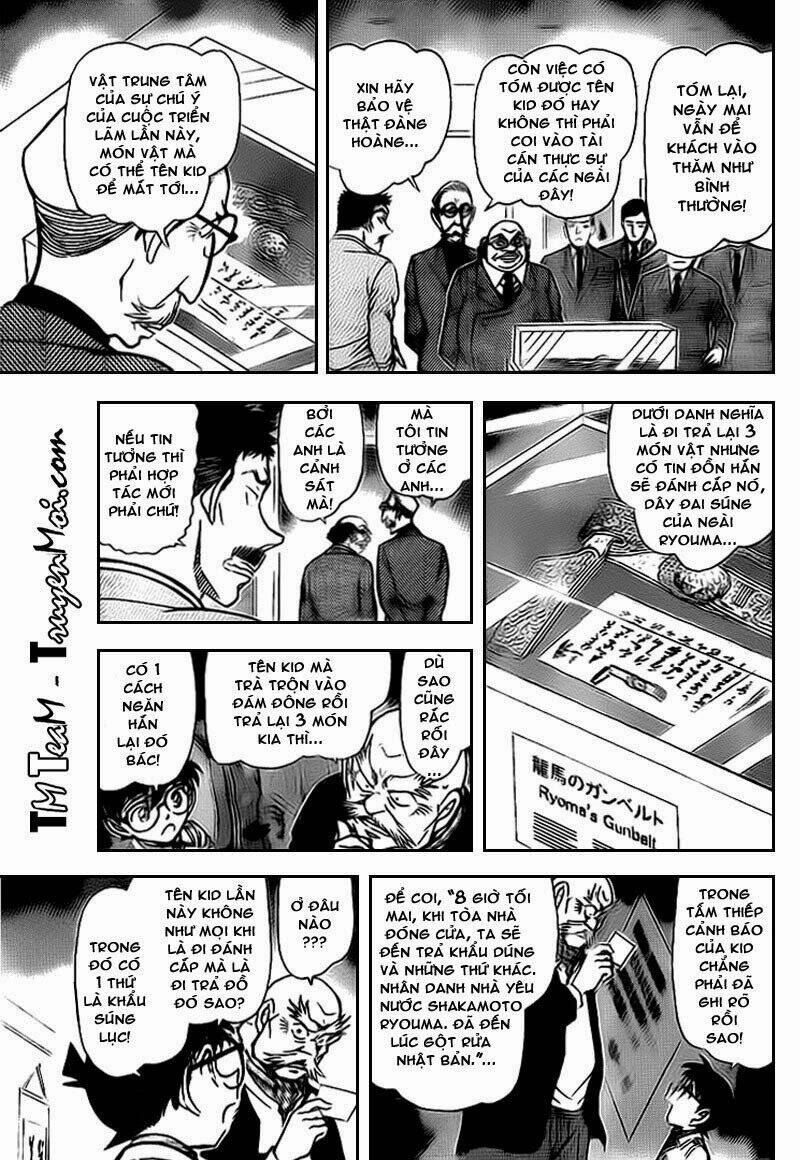 TÓM LẠI,
NGÀY MAI
VẪN ĐỂ
KHÁCH VÀO
THĂM NHƯ
BÌNH
THƯỜNG!
CÒN VIỆC CÓ
TÓM ĐƯỢC TÊN
KID ĐÓ HAY
KHÔNG THÌ PHẢI
COI VÀO TÀI
CÁN THỰC SỰ
CỦA CÁC NGÀI
ĐÂY!
XIN HÃY
BẢO VỆ
THẬT ĐÀNG
HOÀNG...
VẬT TRUNG TÂM
CỦA SỰ CHÚ Ý
CỦA CUỘC TRIỂN
LÃM LẦN NÀY,
MÓN VẬT MÀ
CÓ THỂ TÊN KID
ĐỂ MẮT TỚI...
DƯỚI DANH NGHĨA
LÀ ĐI TRẢ LẠI 3
MÓN VẬT NHƯNG
CÓ TIN ĐỒN HẮN
SẼ ĐÁNH CẮP NÓ,
DÂY ĐAI SÚNG
CỦA NGÀI
RYOUMA...
龍馬のガンベルト
Ryoma's Gunbelt
MÀ
TÔI TIN
TƯỞNG
Ở CÁC
ANH...
BỞI
CÁC
ANH LÀ
CẢNH
SÁT
MÀ!
NẾU TIN
TƯỞNG THÌ
PHẢI HỢP
TÁC MỚI
PHẢI CHỨ!
DÙ
SAO
CŨNG
RẮC
RỐI
ĐÂY
...
TÊN KID MÀ
TRÀ TRỘN VÀO
ĐÁM ĐÔNG RỒI
TRẢ LẠI 3 MÓN
KIA THÌ...
CÓ 1
CÁCH
NGĂN
HẮN
LẠI ĐÓ
BÁC!
TRONG
TẤM THIẾP
CẢNH BÁO
CỦA KID
CHẲNG
PHẢI ĐÃ
GHI RÕ
RỒI
SAO!
ĐỂ COI, "8 GIỜ TỐI
MAI, KHI TÒA NHÀ
ĐÓNG CỬA, TA SẼ
ĐẾN TRẢ KHẨU DÚNG
VÀ NHỮNG THỨ KHÁC.
NHÂN DANH NHÀ YÊU
NƯỚC SHAKAMOTO
RYOUMA. ĐÃ ĐẾN
LÚC GỘT RỬA
NHẬT BẢN."...
Ơ ĐÂU
NÀO
???
TÊN KID LẦN
NÀY KHÔNG
NHƯ MỌI KHI
LÀ ĐI ĐÁNH
CẮP MÀ LÀ
ĐI TRẢ ĐỒ
ĐÓ SAO?
TRONG
ĐÓ CÓ
1 THỨ
LÀ KHẨU
SÚNG
LỤC!
TM TeaM - TruyenMoi.com